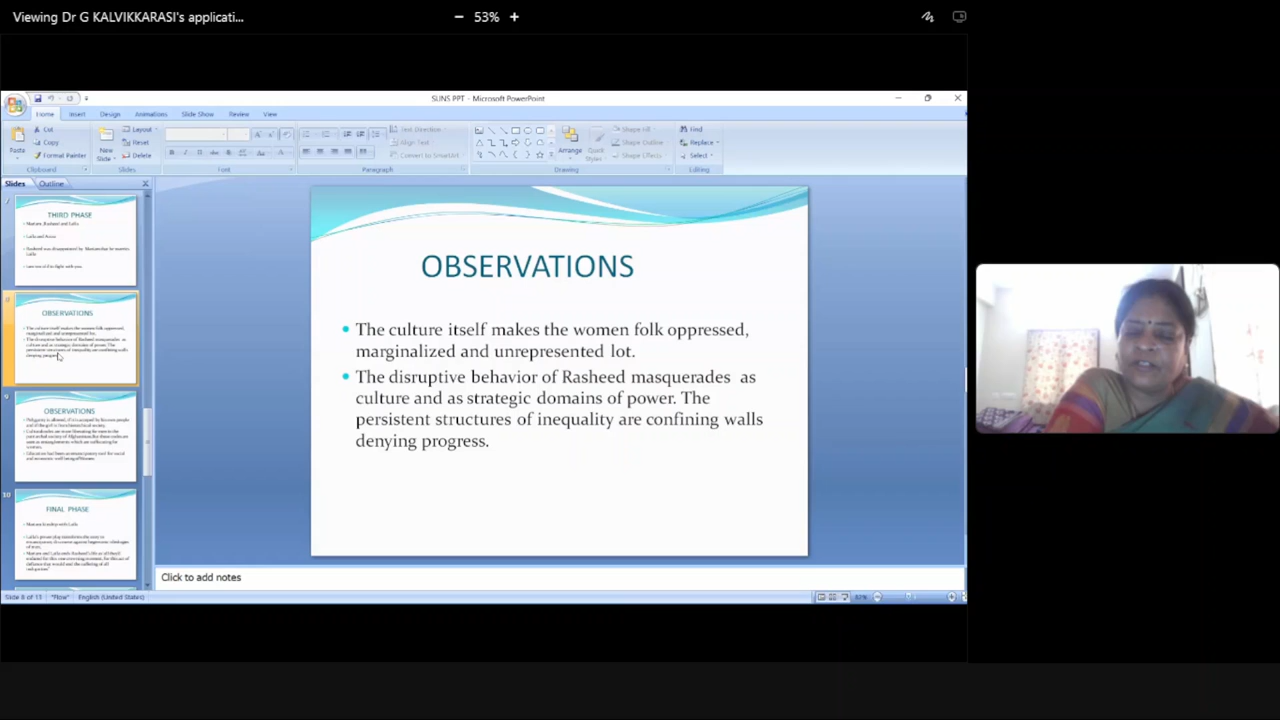 Viewing Dr G KALVIKKARASI's applicati...
53%
SUNS PPT - Microsoft PowerPoint
Home Insert Design Animations Slide Show Review View
Cut
Copy
Format Painter
Paste
Clipboard
New Slide
Layout
Reset
Delete
Slides
Font
Text Direction
Align Text
Convert to SmartArt
Paragraph
Arrange
Quick Styles
Shape Fill
Shape Outline
Shape Effects
Drawing
Find
Replace
Select
Editing
Slides Outline
THIRD PHASE
8
OBSERVATIONS
9
OBSERVATIONS
10
FINAL PHASE
OBSERVATIONS
The culture itself makes the women folk oppressed,
marginalized and unrepresented lot.
The disruptive behavior of Rasheed masquerades as
culture and as strategic domains of power. The
persistent structures of inequality are confining walls
denying progress.
Click to add notes
Slide 8 of 13 "Flow" English (United States)